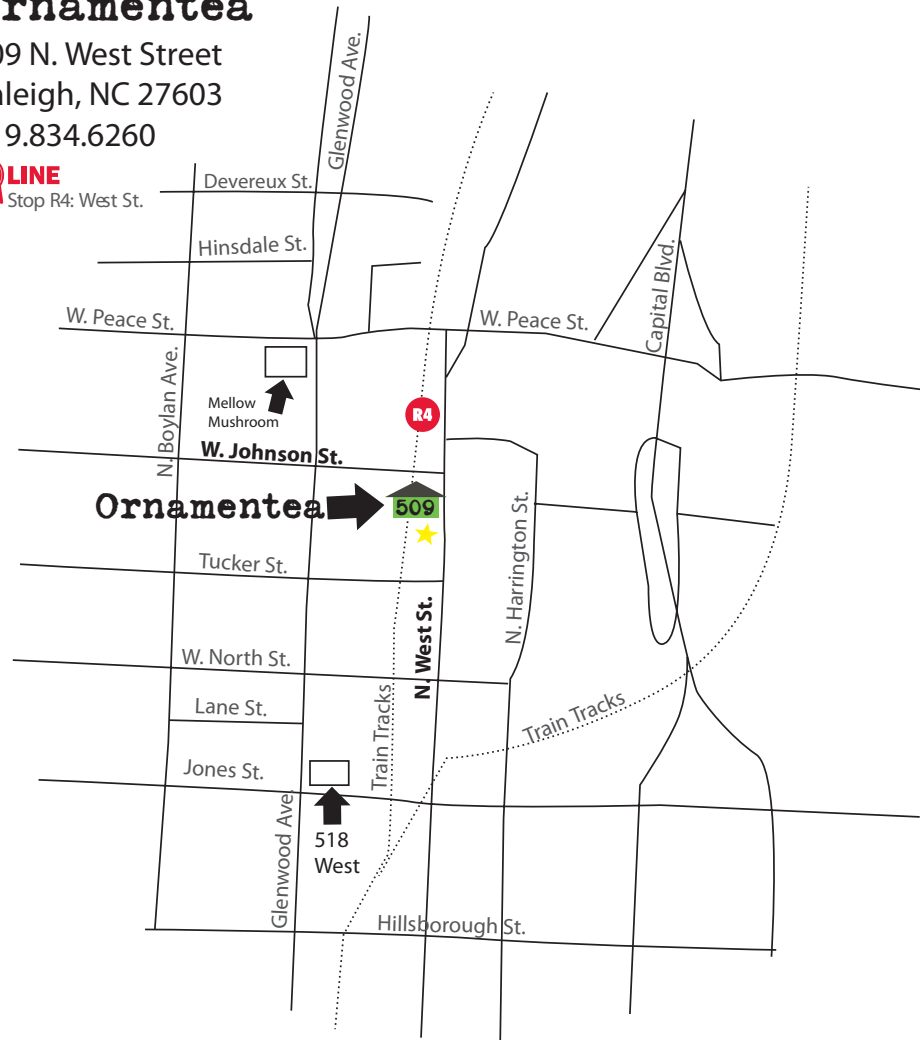 rnamentea
09 N. West Street
aleigh, NC 27603
9.834.6260
LINE
Stop R4: West St.
Glenwood Ave.
Devereux St.
Hinsdale St.
W. Peace St.
W. Peace St.
Capital Blvd.
N. Boylan Ave.
Mellow
Mushroom
R4
W. Johnson St.
Ornamentea
509
N. Harrington St.
Tucker St.
N. West St.
W. North St.
Lane St.
Train Tracks
Train Tracks
Jones St.
Glenwood Ave.
518
West
Hillsborough St.